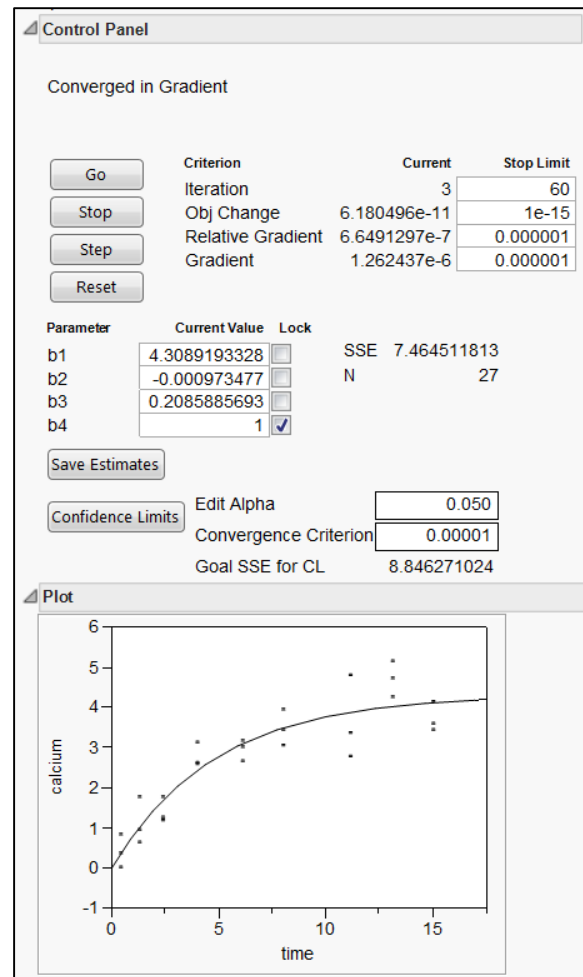 Control Panel
Converged in Gradient
Go
Stop
Step
Reset
Criterion Current Stop Limit
Iteration 3 60
Obj Change 6.180496e-11 1e-15
Relative Gradient 6.6491297e-7 0.000001
Gradient 1.262437e-6 0.000001
Parameter Current Value Lock
b1 4.3089193328
b2 -0.000973477
b3 0.2085885693
b4 1
SSE 7.464511813
N 27
Save Estimates
Confidence Limits
Edit Alpha 0.050
Convergence Criterion 0.00001
Goal SSE for CL 8.846271024
Plot
6
5
4
3
2
1
0
-1
calcium
0 5 10 15
time